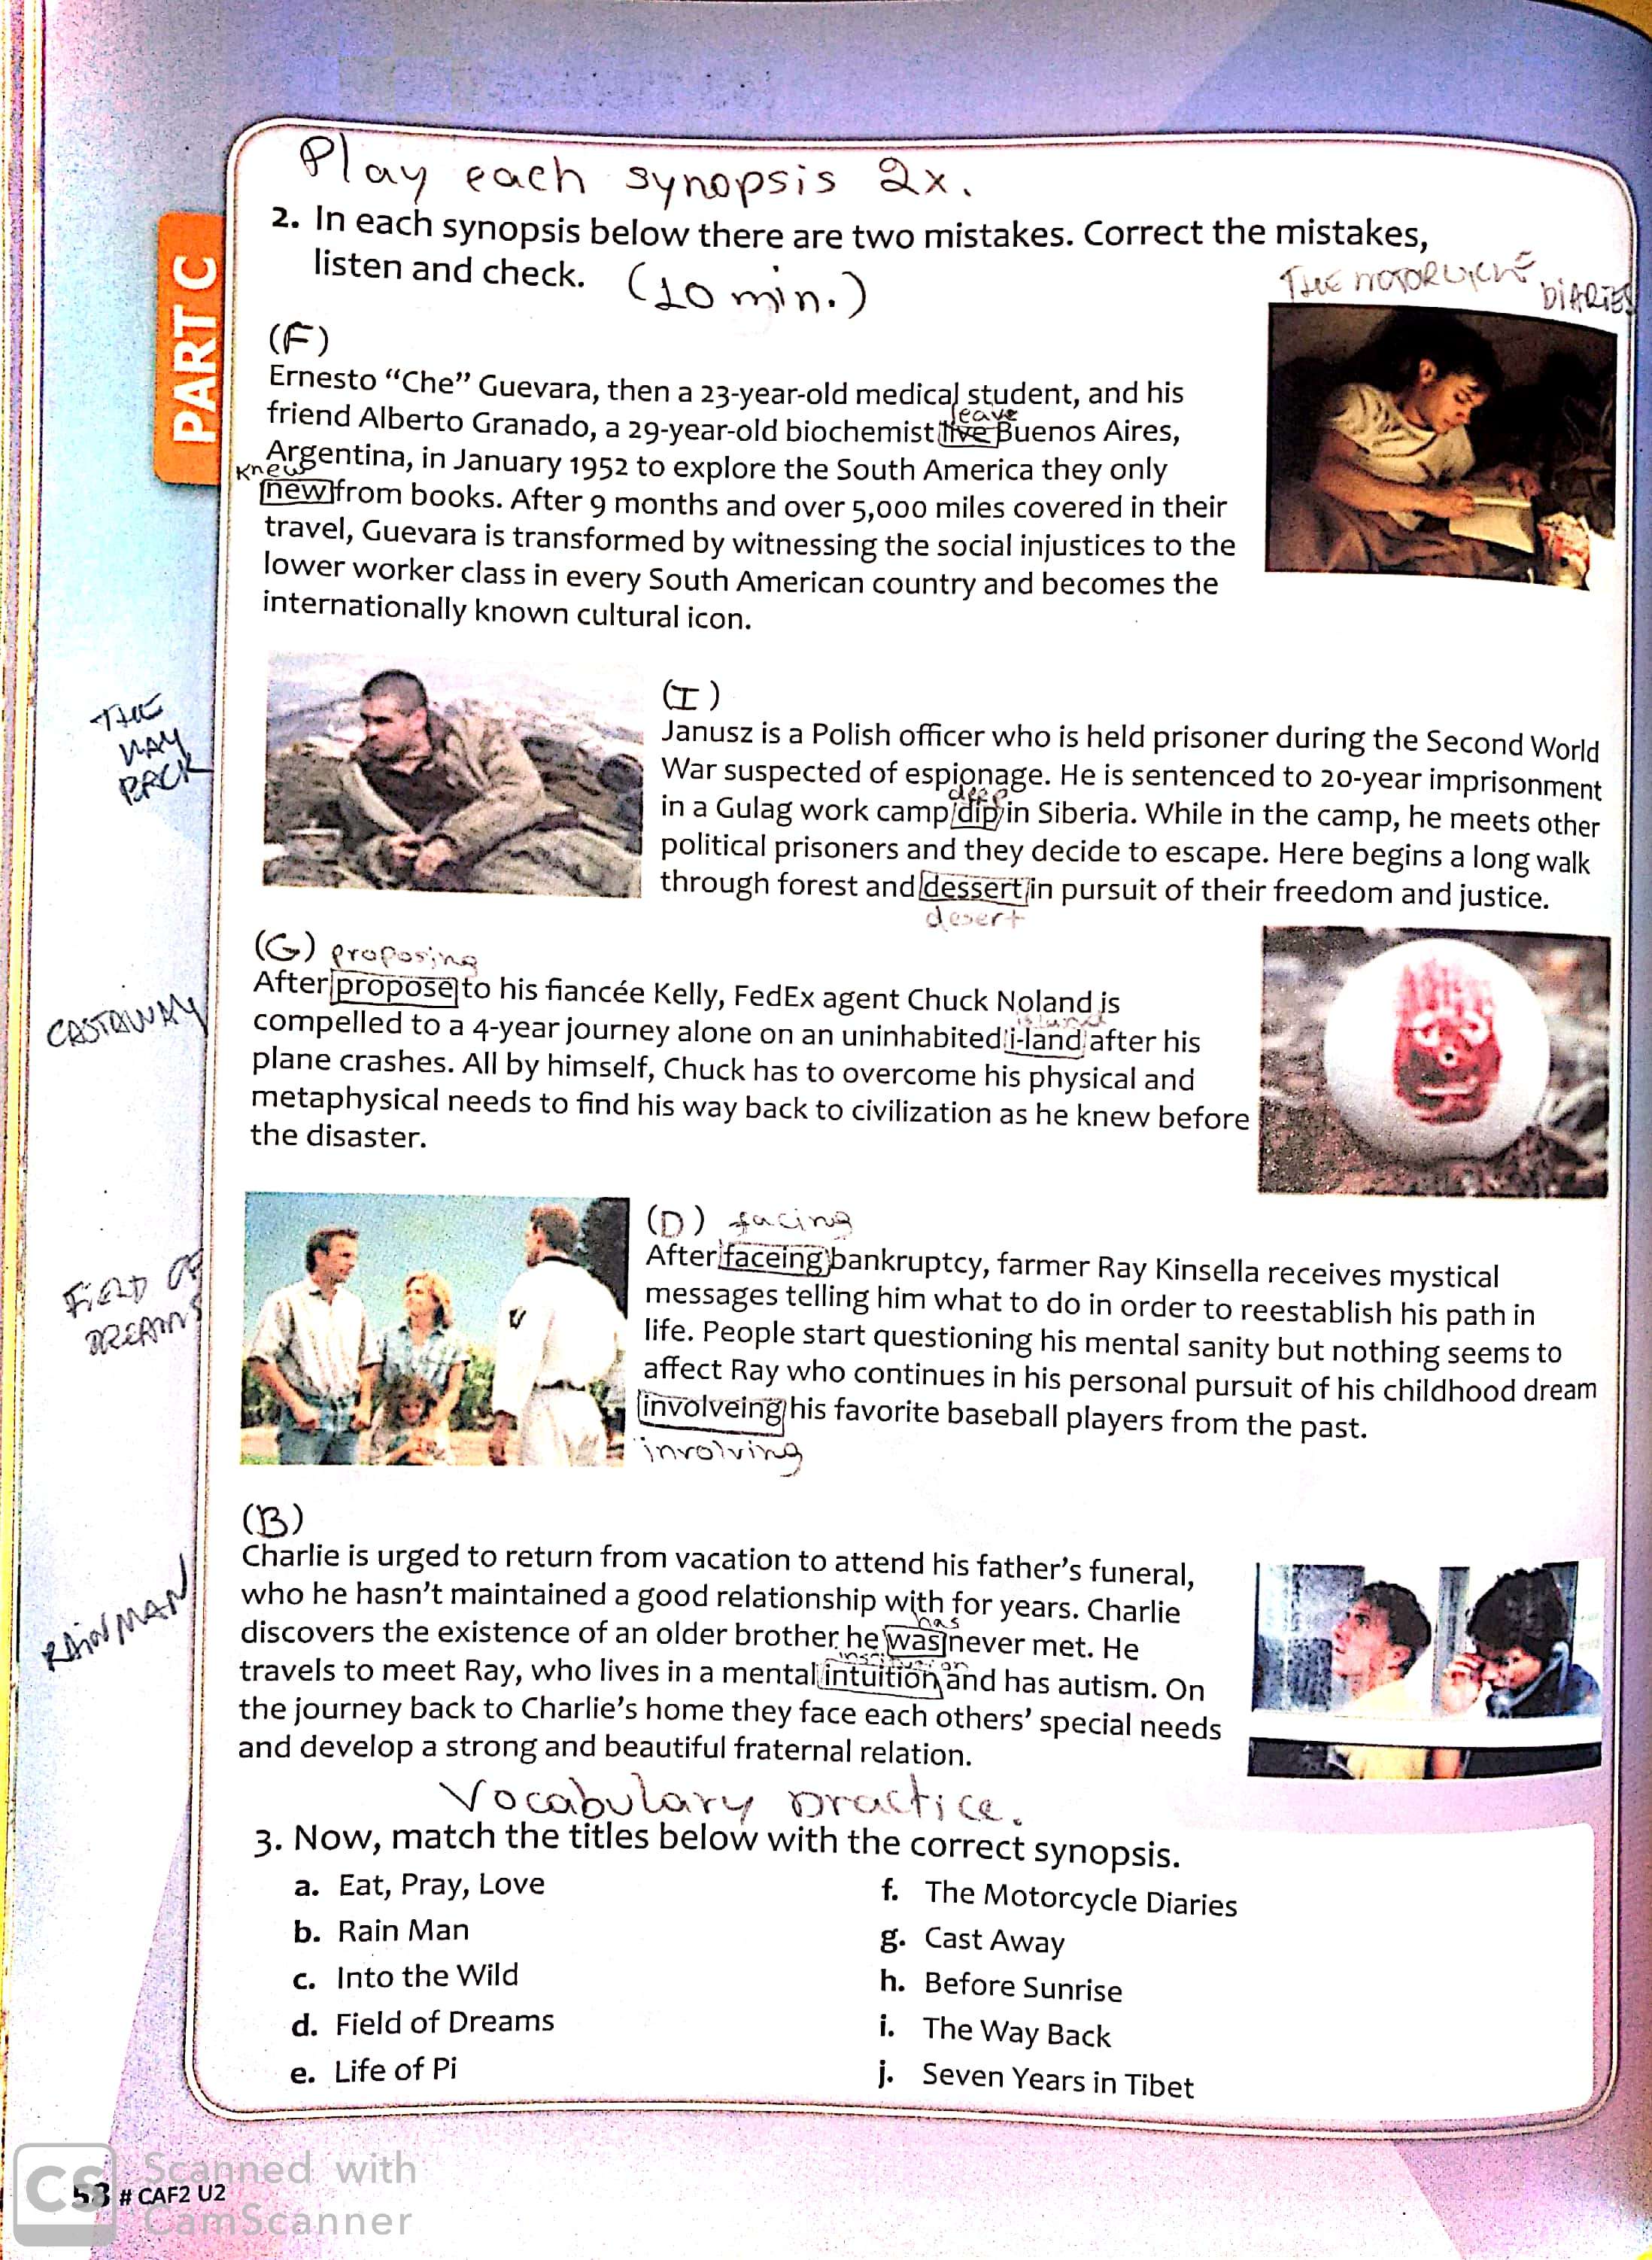 Play each synopsis 2x.
2. In each synopsis below there are two mistakes. Correct the mistakes,
listen and check. (10 min.)
THE MOTORCYCLE DIARIES
PART C
(F)
Ernesto “Che” Guevara, then a 23-year-old medical student, and his
leave
friend Alberto Granado, a 29-year-old biochemist live Buenos Aires,
Argentina, in January 1952 to explore the South America they only
knew
new from books. After 9 months and over 5,000 miles covered in their
travel, Guevara is transformed by witnessing the social injustices to the
lower worker class in every South American country and becomes the
internationally known cultural icon.
THE
WAY
BACK
(I)
Janusz is a Polish officer who is held prisoner during the Second World
War suspected of espionage. He is sentenced to 20-year imprisonment
deep
in a Gulag work camp dip in Siberia. While in the camp, he meets other
political prisoners and they decide to escape. Here begins a long walk
through forest and dessert in pursuit of their freedom and justice.
desert
CASTAWAY
(G) proposing
After propose to his fiancée Kelly, FedEx agent Chuck Noland is
island
compelled to a 4-year journey alone on an uninhabited i-land after his
plane crashes. All by himself, Chuck has to overcome his physical and
metaphysical needs to find his way back to civilization as he knew before
the disaster.
FIELD OF
DREAMS
(D) facing
After faceing bankruptcy, farmer Ray Kinsella receives mystical
messages telling him what to do in order to reestablish his path in
life. People start questioning his mental sanity but nothing seems to
affect Ray who continues in his personal pursuit of his childhood dream
involveing his favorite baseball players from the past.
involving
RAINMAN
(B)
Charlie is urged to return from vacation to attend his father’s funeral,
who he hasn’t maintained a good relationship with for years. Charlie
has
discovers the existence of an older brother he was never met. He
institution
travels to meet Ray, who lives in a mental intuition and has autism. On
the journey back to Charlie’s home they face each others’ special needs
and develop a strong and beautiful fraternal relation.
Vocabulary practice.
3. Now, match the titles below with the correct synopsis.
a. Eat, Pray, Love
b. Rain Man
c. Into the Wild
d. Field of Dreams
e. Life of Pi
f. The Motorcycle Diaries
g. Cast Away
h. Before Sunrise
i. The Way Back
j. Seven Years in Tibet
58 # CAF2 U2
CS Scanned with
CamScanner